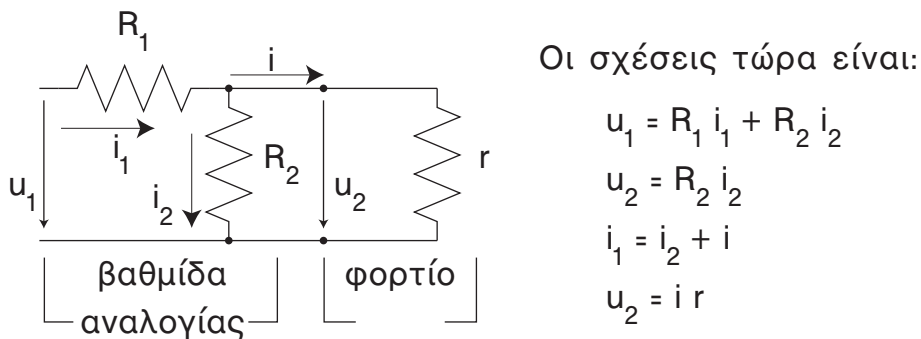 R₁
i
i₁
u₁
i₂
R₂
u₂
r
βαθμίδα
αναλογίας
φορτίο
Οι σχέσεις τώρα είναι:
u₁ = R₁ i₁ + R₂ i₂
u₂ = R₂ i₂
i₁ = i₂ + i
u₂ = i r